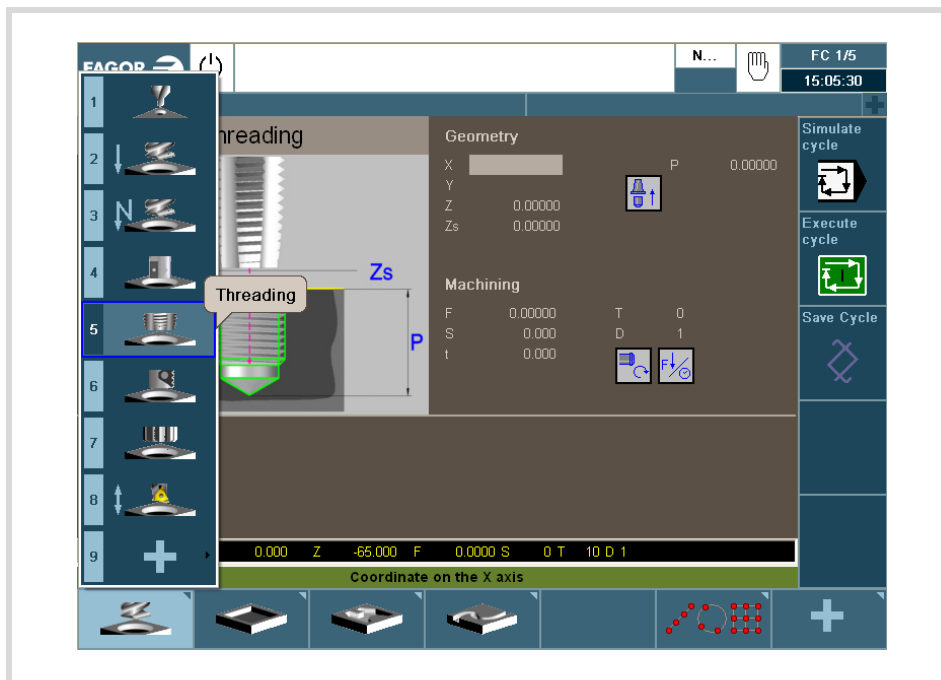 FAGOR
N...
FC 1/5
15:05:30
1
2
3 N
4
5
6
7
8
9
Threading
hreading
Zs
P
Geometry
X P 0.00000
Y
Z 0.00000
Zs 0.00000
Machining
F 0.00000 T 0
S 0.000 D 1
t 0.000
F
Simulate
cycle
Execute
cycle
Save Cycle
0.000 Z -65.000 F 0.0000 S 0 T 10 D 1
Coordinate on the X axis